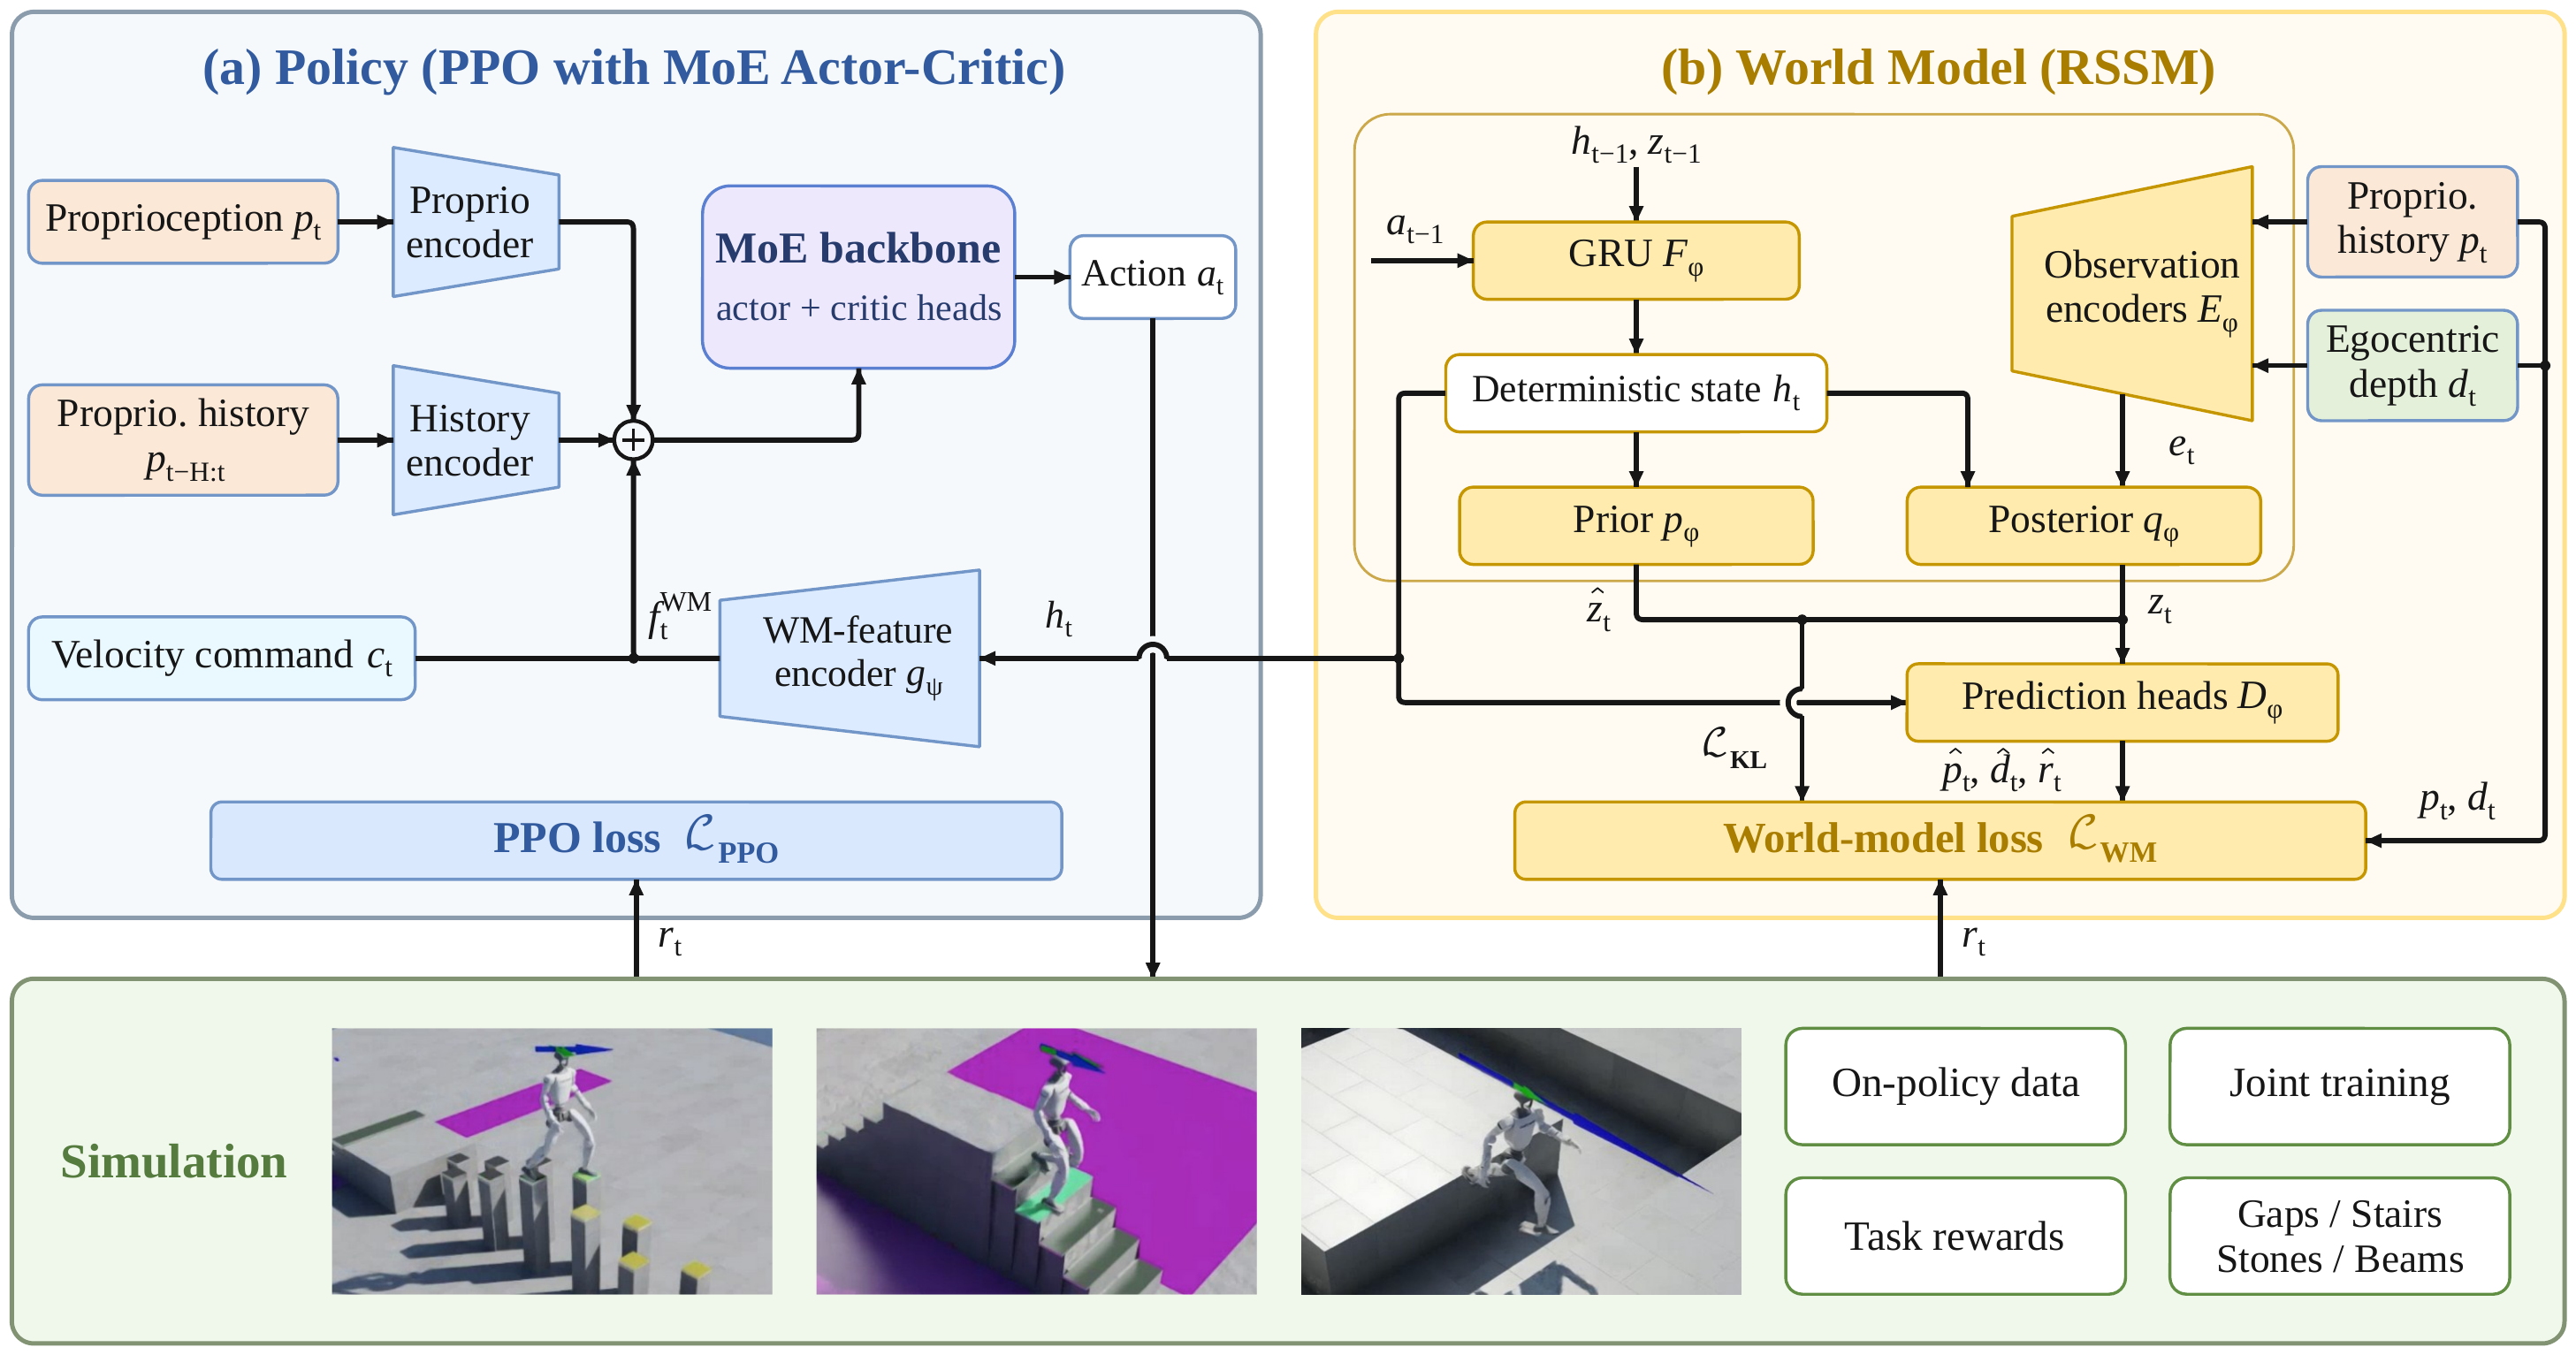 (a) Policy (PPO with MoE Actor-Critic)
Proprioception pₜ
Proprio
encoder
MoE backbone
actor + critic heads
Action aₜ
Proprio. history
pₜ₋H:t
History
encoder
Velocity command cₜ
fₜᵂᴹ
WM-feature
encoder gψ
hₜ
PPO loss ℒPPO
rₜ
(b) World Model (RSSM)
hₜ₋₁, zₜ₋₁
aₜ₋₁
GRU Fφ
Observation
encoders Eφ
Proprio.
history pₜ
Egocentric
depth dₜ
Deterministic state hₜ
eₜ
Prior pφ
Posterior qφ
ẑₜ
zₜ
Prediction heads Dφ
ℒKL
p̂ₜ, d̂ₜ, r̂ₜ
pₜ, dₜ
World-model loss ℒWM
rₜ
Simulation
On-policy data
Joint training
Task rewards
Gaps / Stairs
Stones / Beams